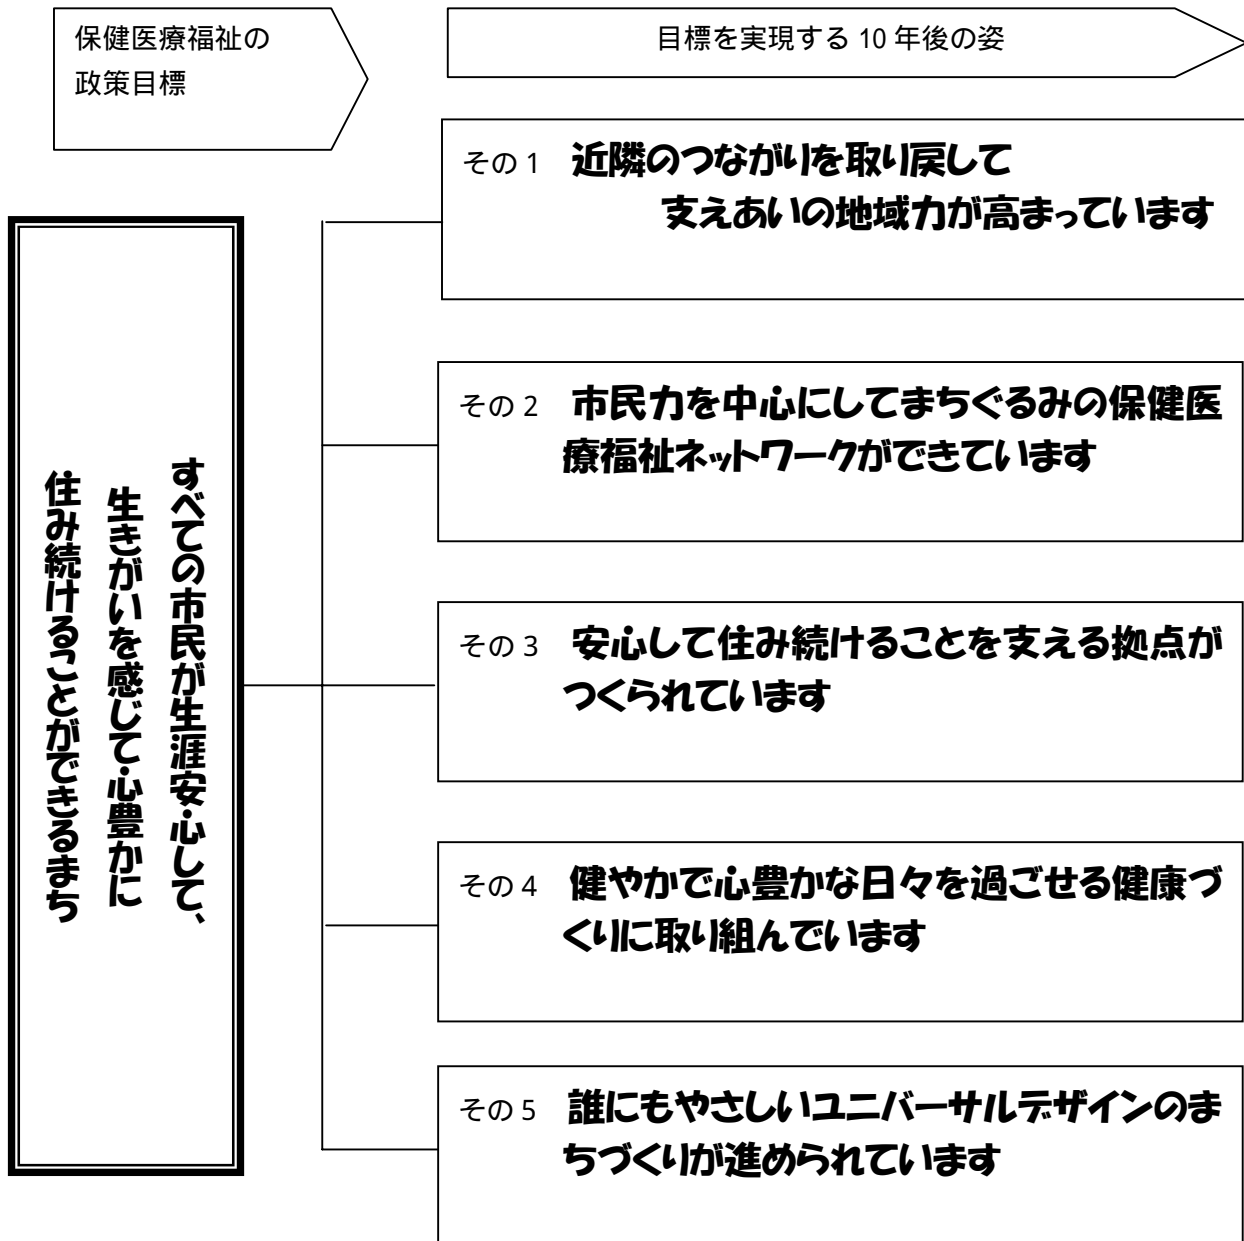 保健医療福祉の
政策目標
目標を実現する 10 年後の姿
すべての市民が生涯安心して、
生きがいを感じて心豊かに
住み続けることができるまち
その 1 近隣のつながりを取り戻して
支えあいの地域力が高まっています
その 2 市民力を中心にしてまちぐるみの保健医
療福祉ネットワークができています
その 3 安心して住み続けることを支える拠点が
つくられています
その 4 健やかで心豊かな日々を過ごせる健康づ
くりに取り組んでいます
その 5 誰にもやさしいユニバーサルデザインのま
ちづくりが進められています